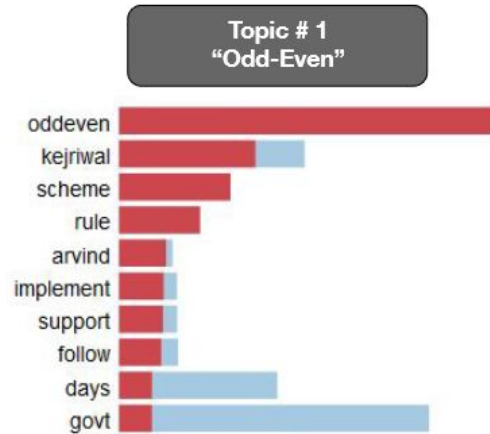 Topic # 1
“Odd-Even”
oddeven
kejriwal
scheme
rule
arvind
implement
support
follow
days
govt